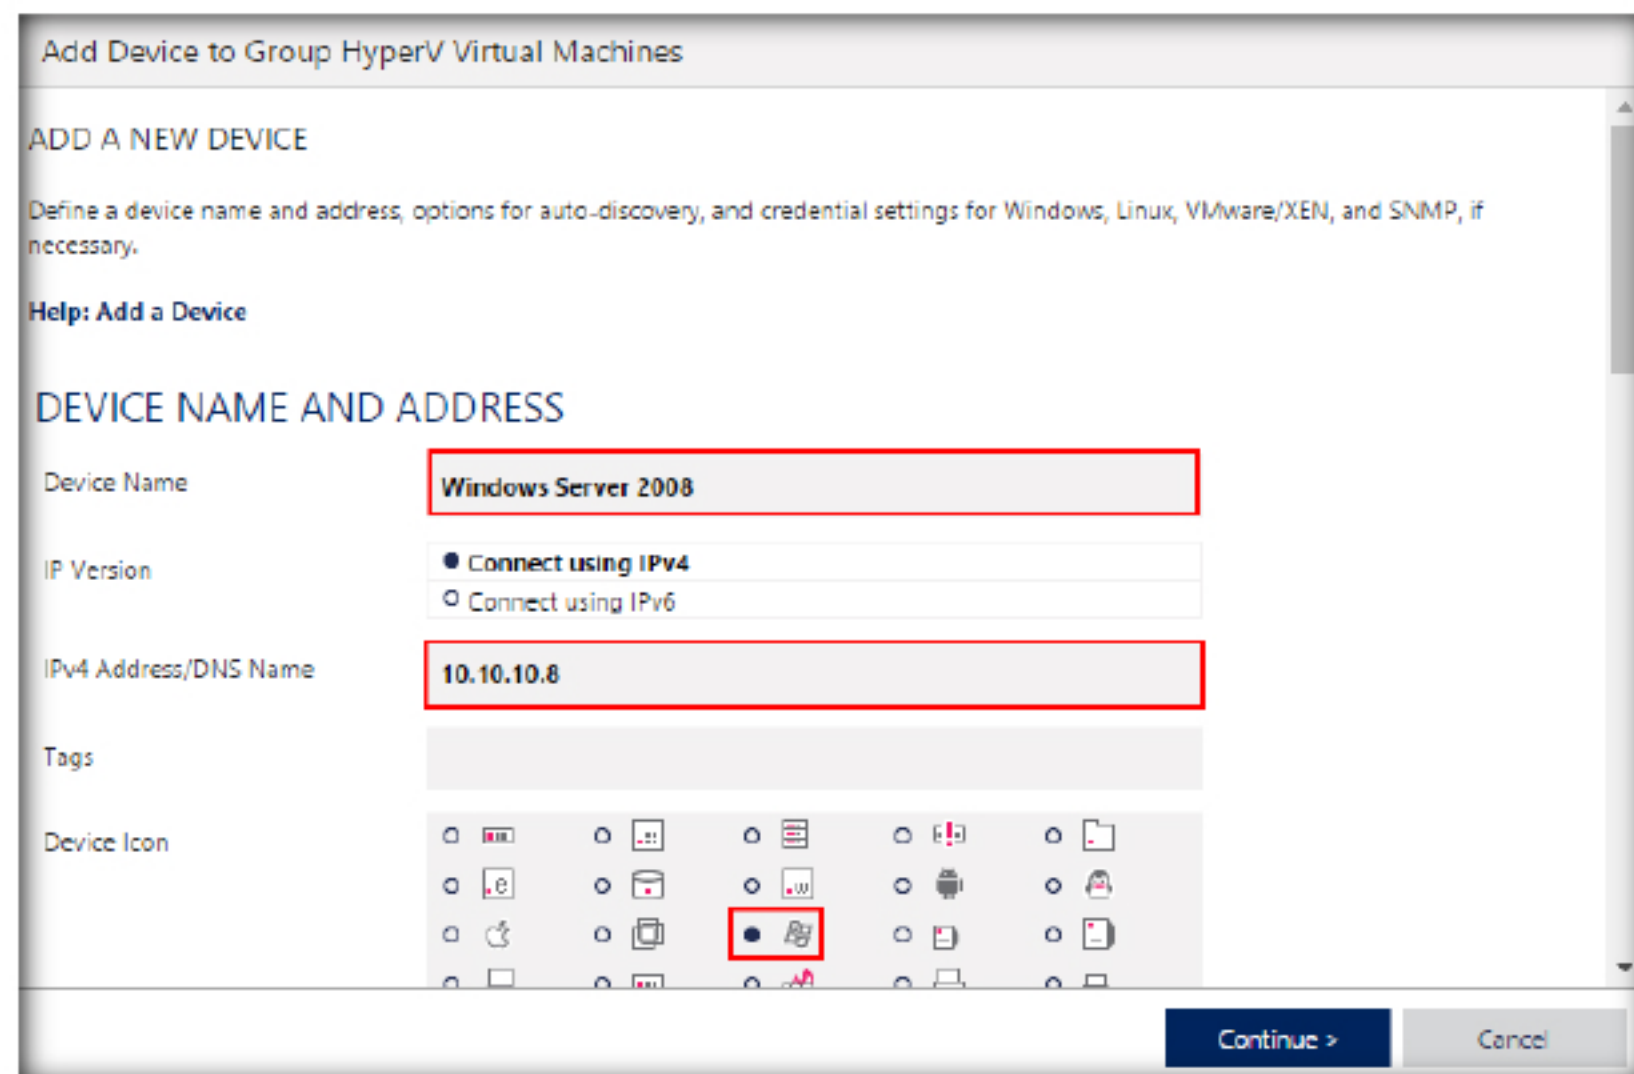 Add Device to Group HyperV Virtual Machines
ADD A NEW DEVICE
Define a device name and address, options for auto-discovery, and credential settings for Windows, Linux, VMware/XEN, and SNMP, if
necessary.
Help: Add a Device
DEVICE NAME AND ADDRESS
Device Name
Windows Server 2008
IP Version
Connect using IPv4
Connect using IPv6
IPv4 Address/DNS Name
10.10.10.8
Tags
Device Icon
.e
.w
Continue >
Cancel